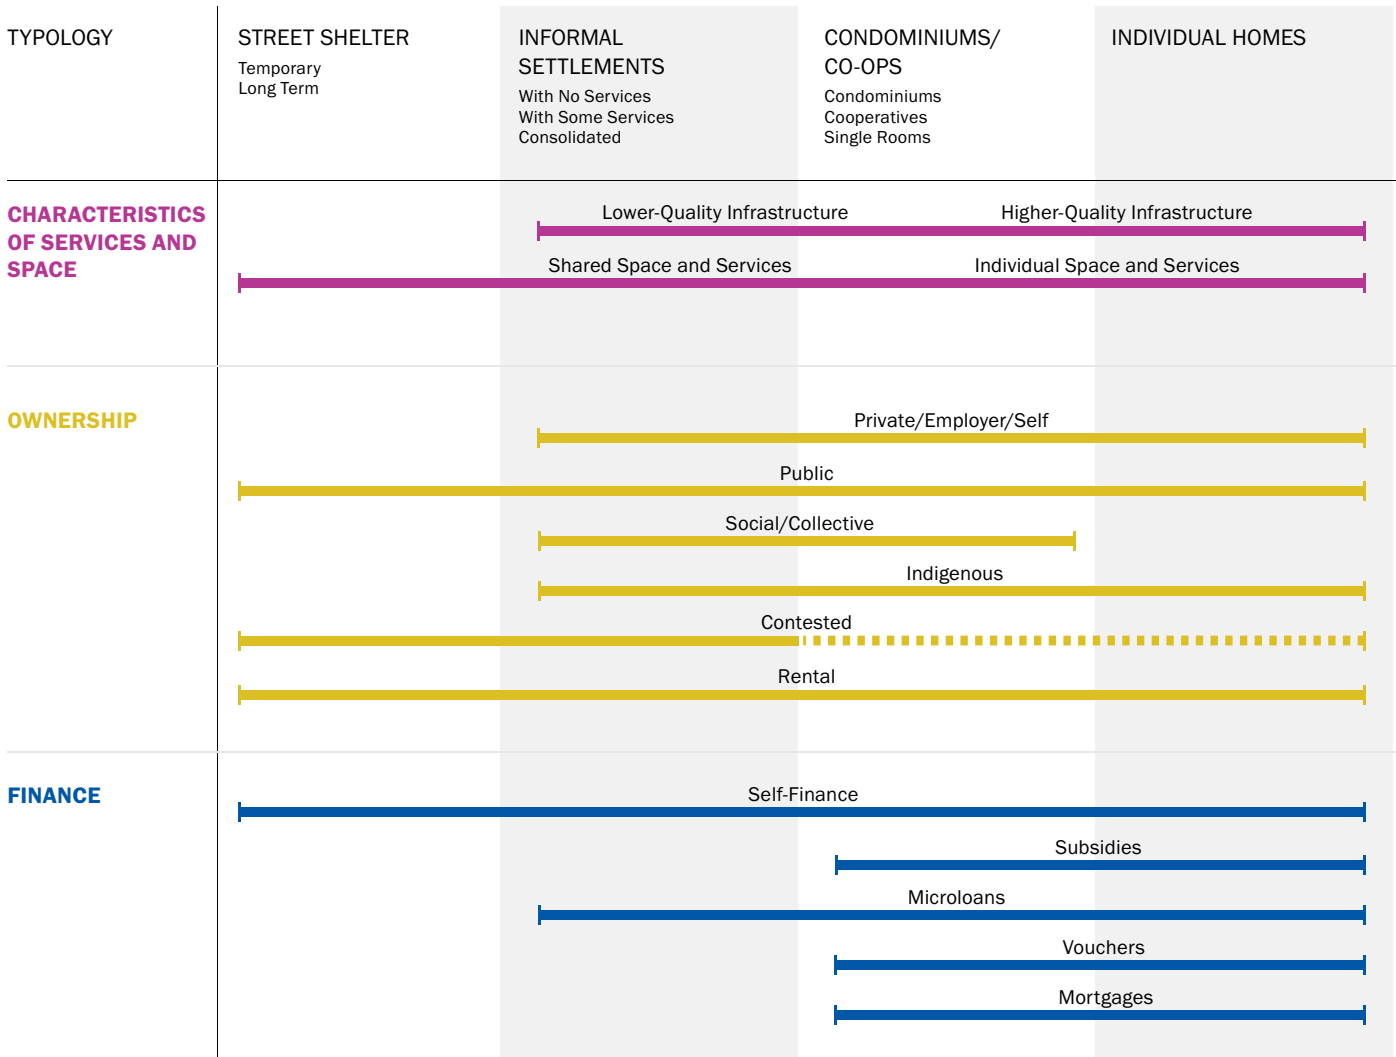 TYPOLOGY
STREET SHELTER
Temporary
Long Term
INFORMAL
SETTLEMENTS
With No Services
With Some Services
Consolidated
CONDOMINIUMS/
CO-OPS
Condominiums
Cooperatives
Single Rooms
INDIVIDUAL HOMES
CHARACTERISTICS
OF SERVICES AND
SPACE
Lower-Quality Infrastructure
Higher-Quality Infrastructure
Shared Space and Services
Individual Space and Services
OWNERSHIP
Private/Employer/Self
Public
Social/Collective
Indigenous
Contested
Rental
FINANCE
Self-Finance
Subsidies
Microloans
Vouchers
Mortgages